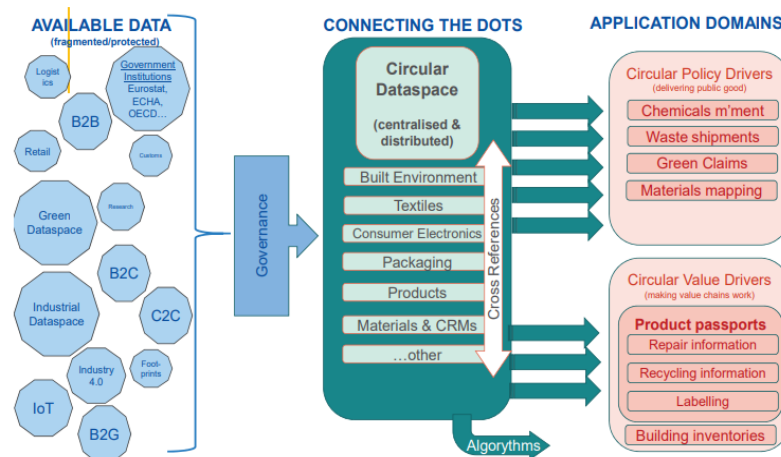 AVAILABLE DATA
(fragmented/protected)
Logist
ics
Government
Institutions
Eurostat,
ECHA,
OECD...
B2B
Retail
Customs
Green
Dataspace
Research
B2C
Industrial
Dataspace
C2C
Industry
4.0
Foot-
prints
IoT
B2G
Governance
CONNECTING THE DOTS
Circular
Dataspace
(centralised &
distributed)
Built Environment
Textiles
Consumer Electronics
Packaging
Products
Materials & CRMs
...other
Cross References
Algorythms
APPLICATION DOMAINS
Circular Policy Drivers
(delivering public good)
Chemicals m'ment
Waste shipments
Green Claims
Materials mapping
Circular Value Drivers
(making value chains work)
Product passports
Repair information
Recycling information
Labelling
Building inventories